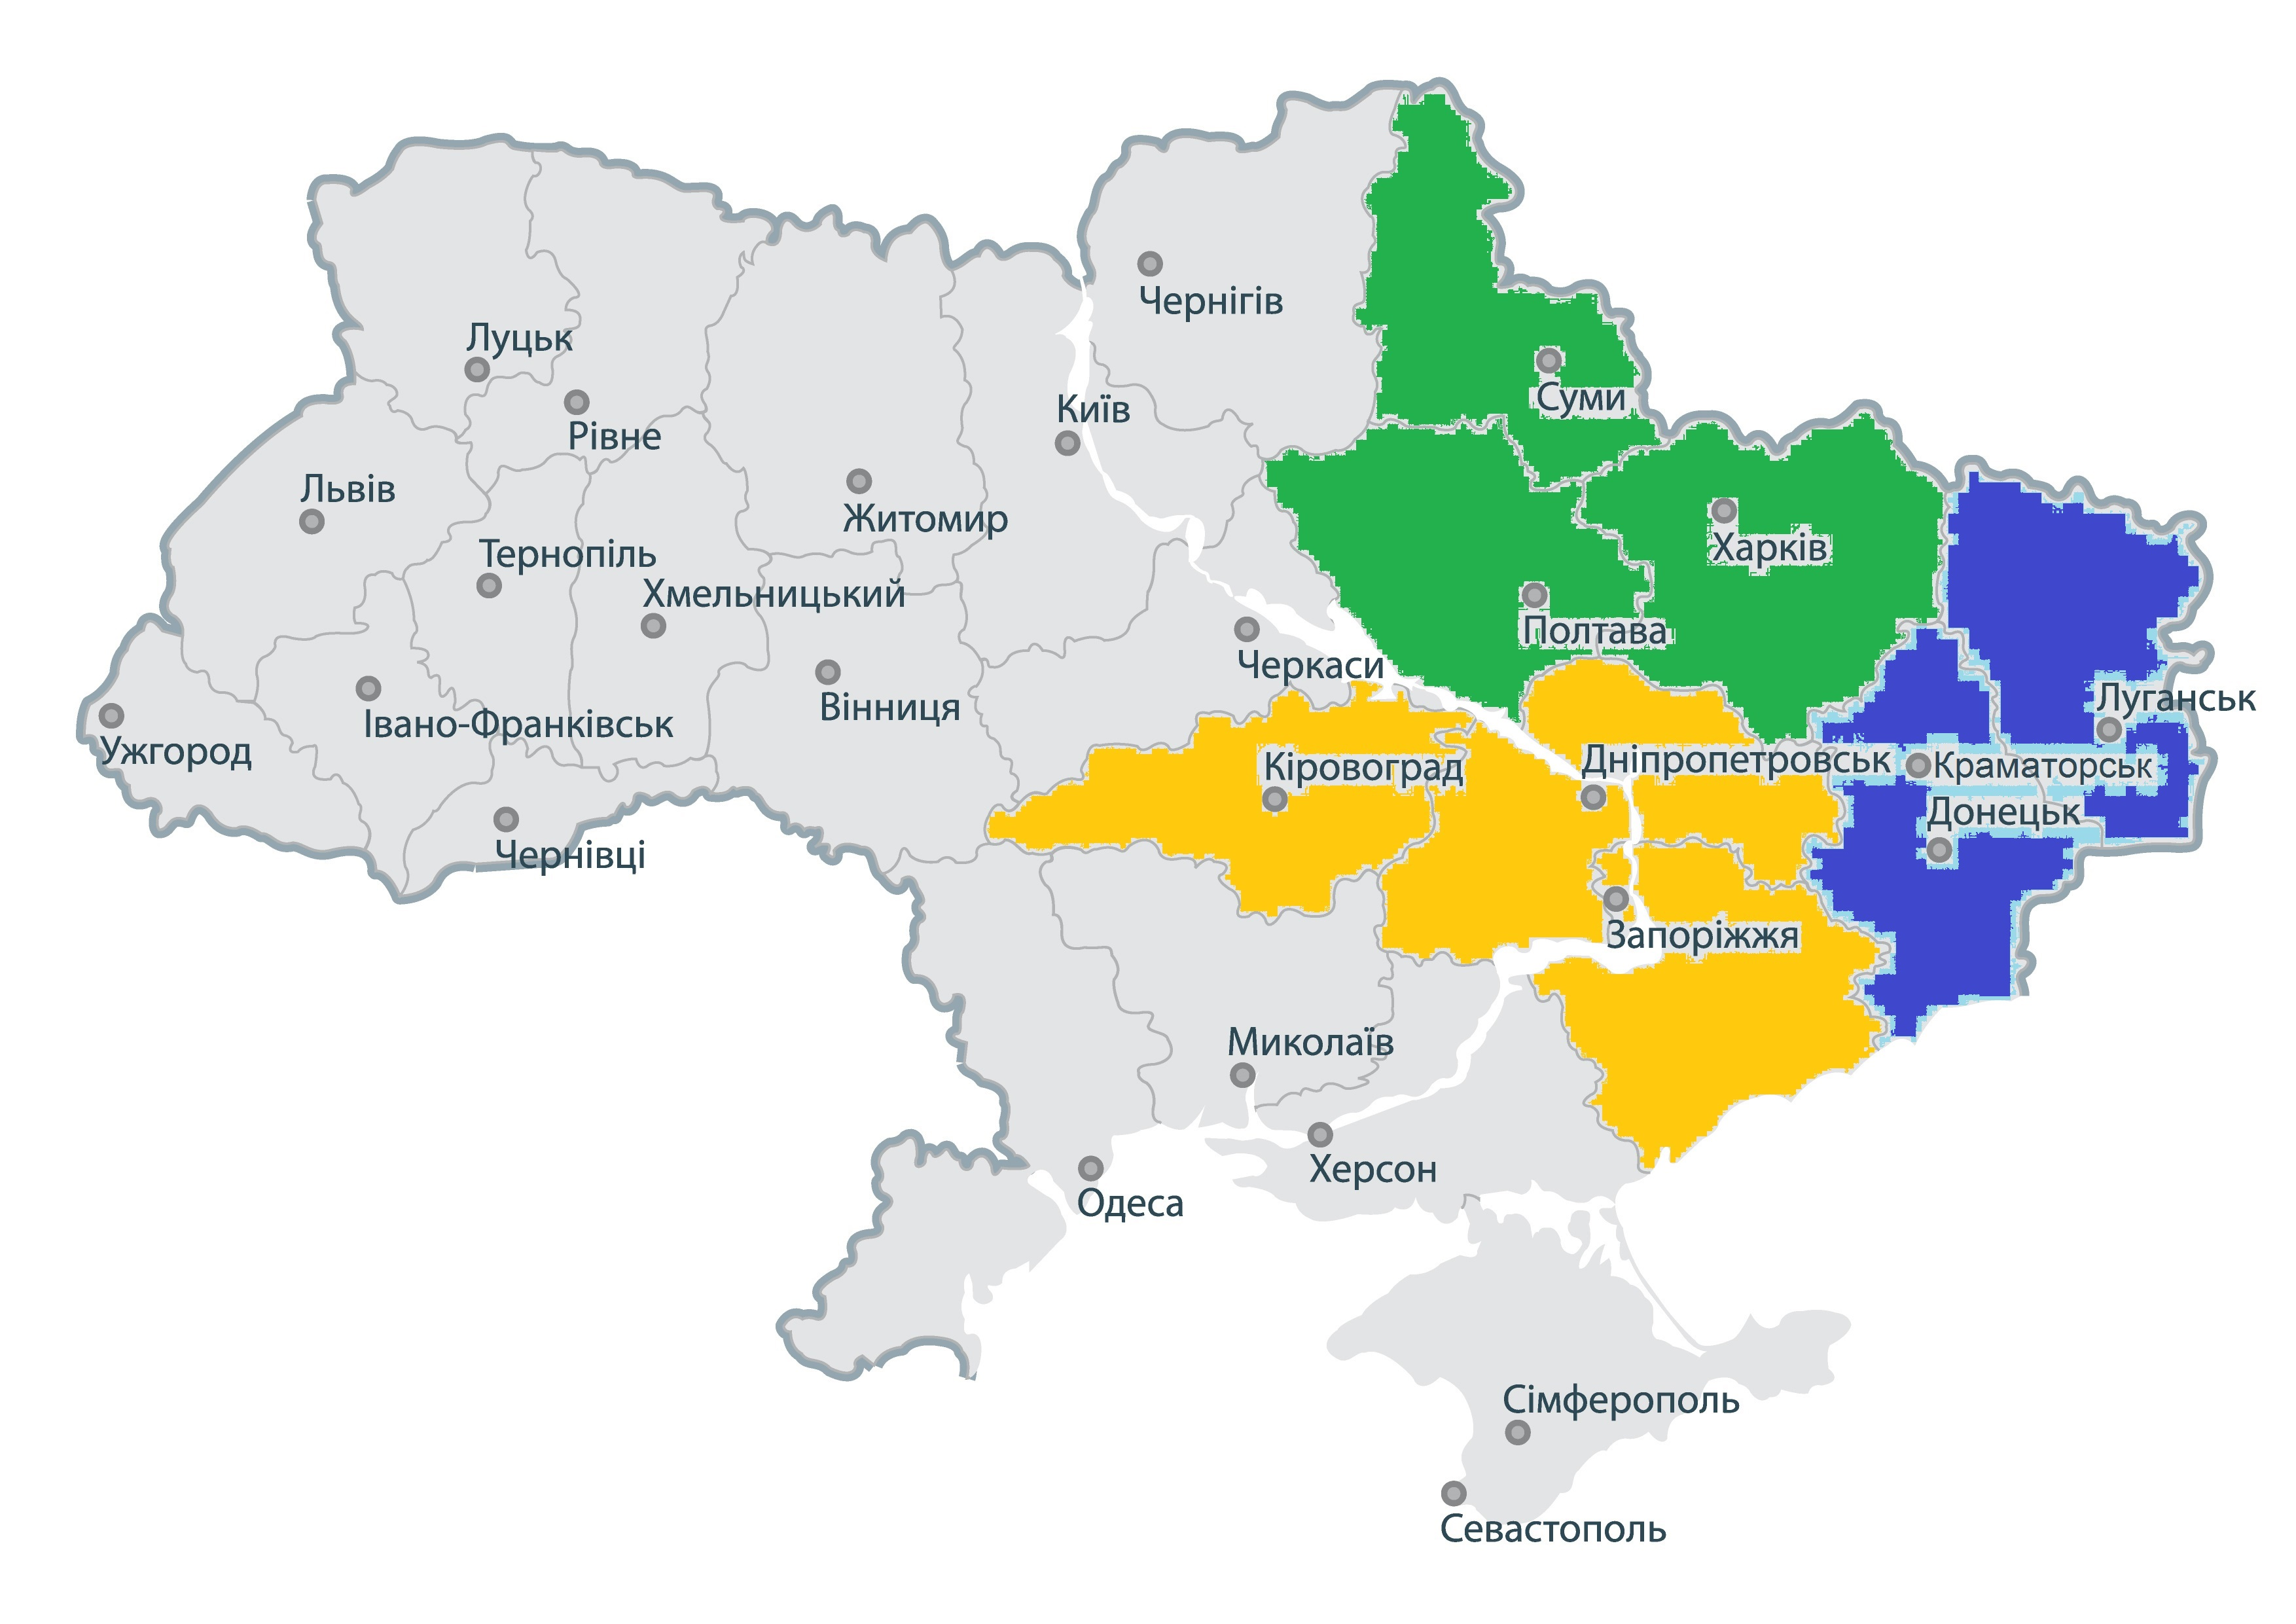 Чернігів
Луцьк
Суми
Київ
Рівне
Львів
Житомир
Харків
Тернопіль
Хмельницький
Полтава
Черкаси
Луганськ
Вінниця
Івано-Франківськ
Ужгород
Дніпропетровськ
Кіровоград
Краматорськ
Донецьк
Чернівці
Запоріжжя
Миколаїв
Херсон
Одеса
Сімферополь
Севастополь